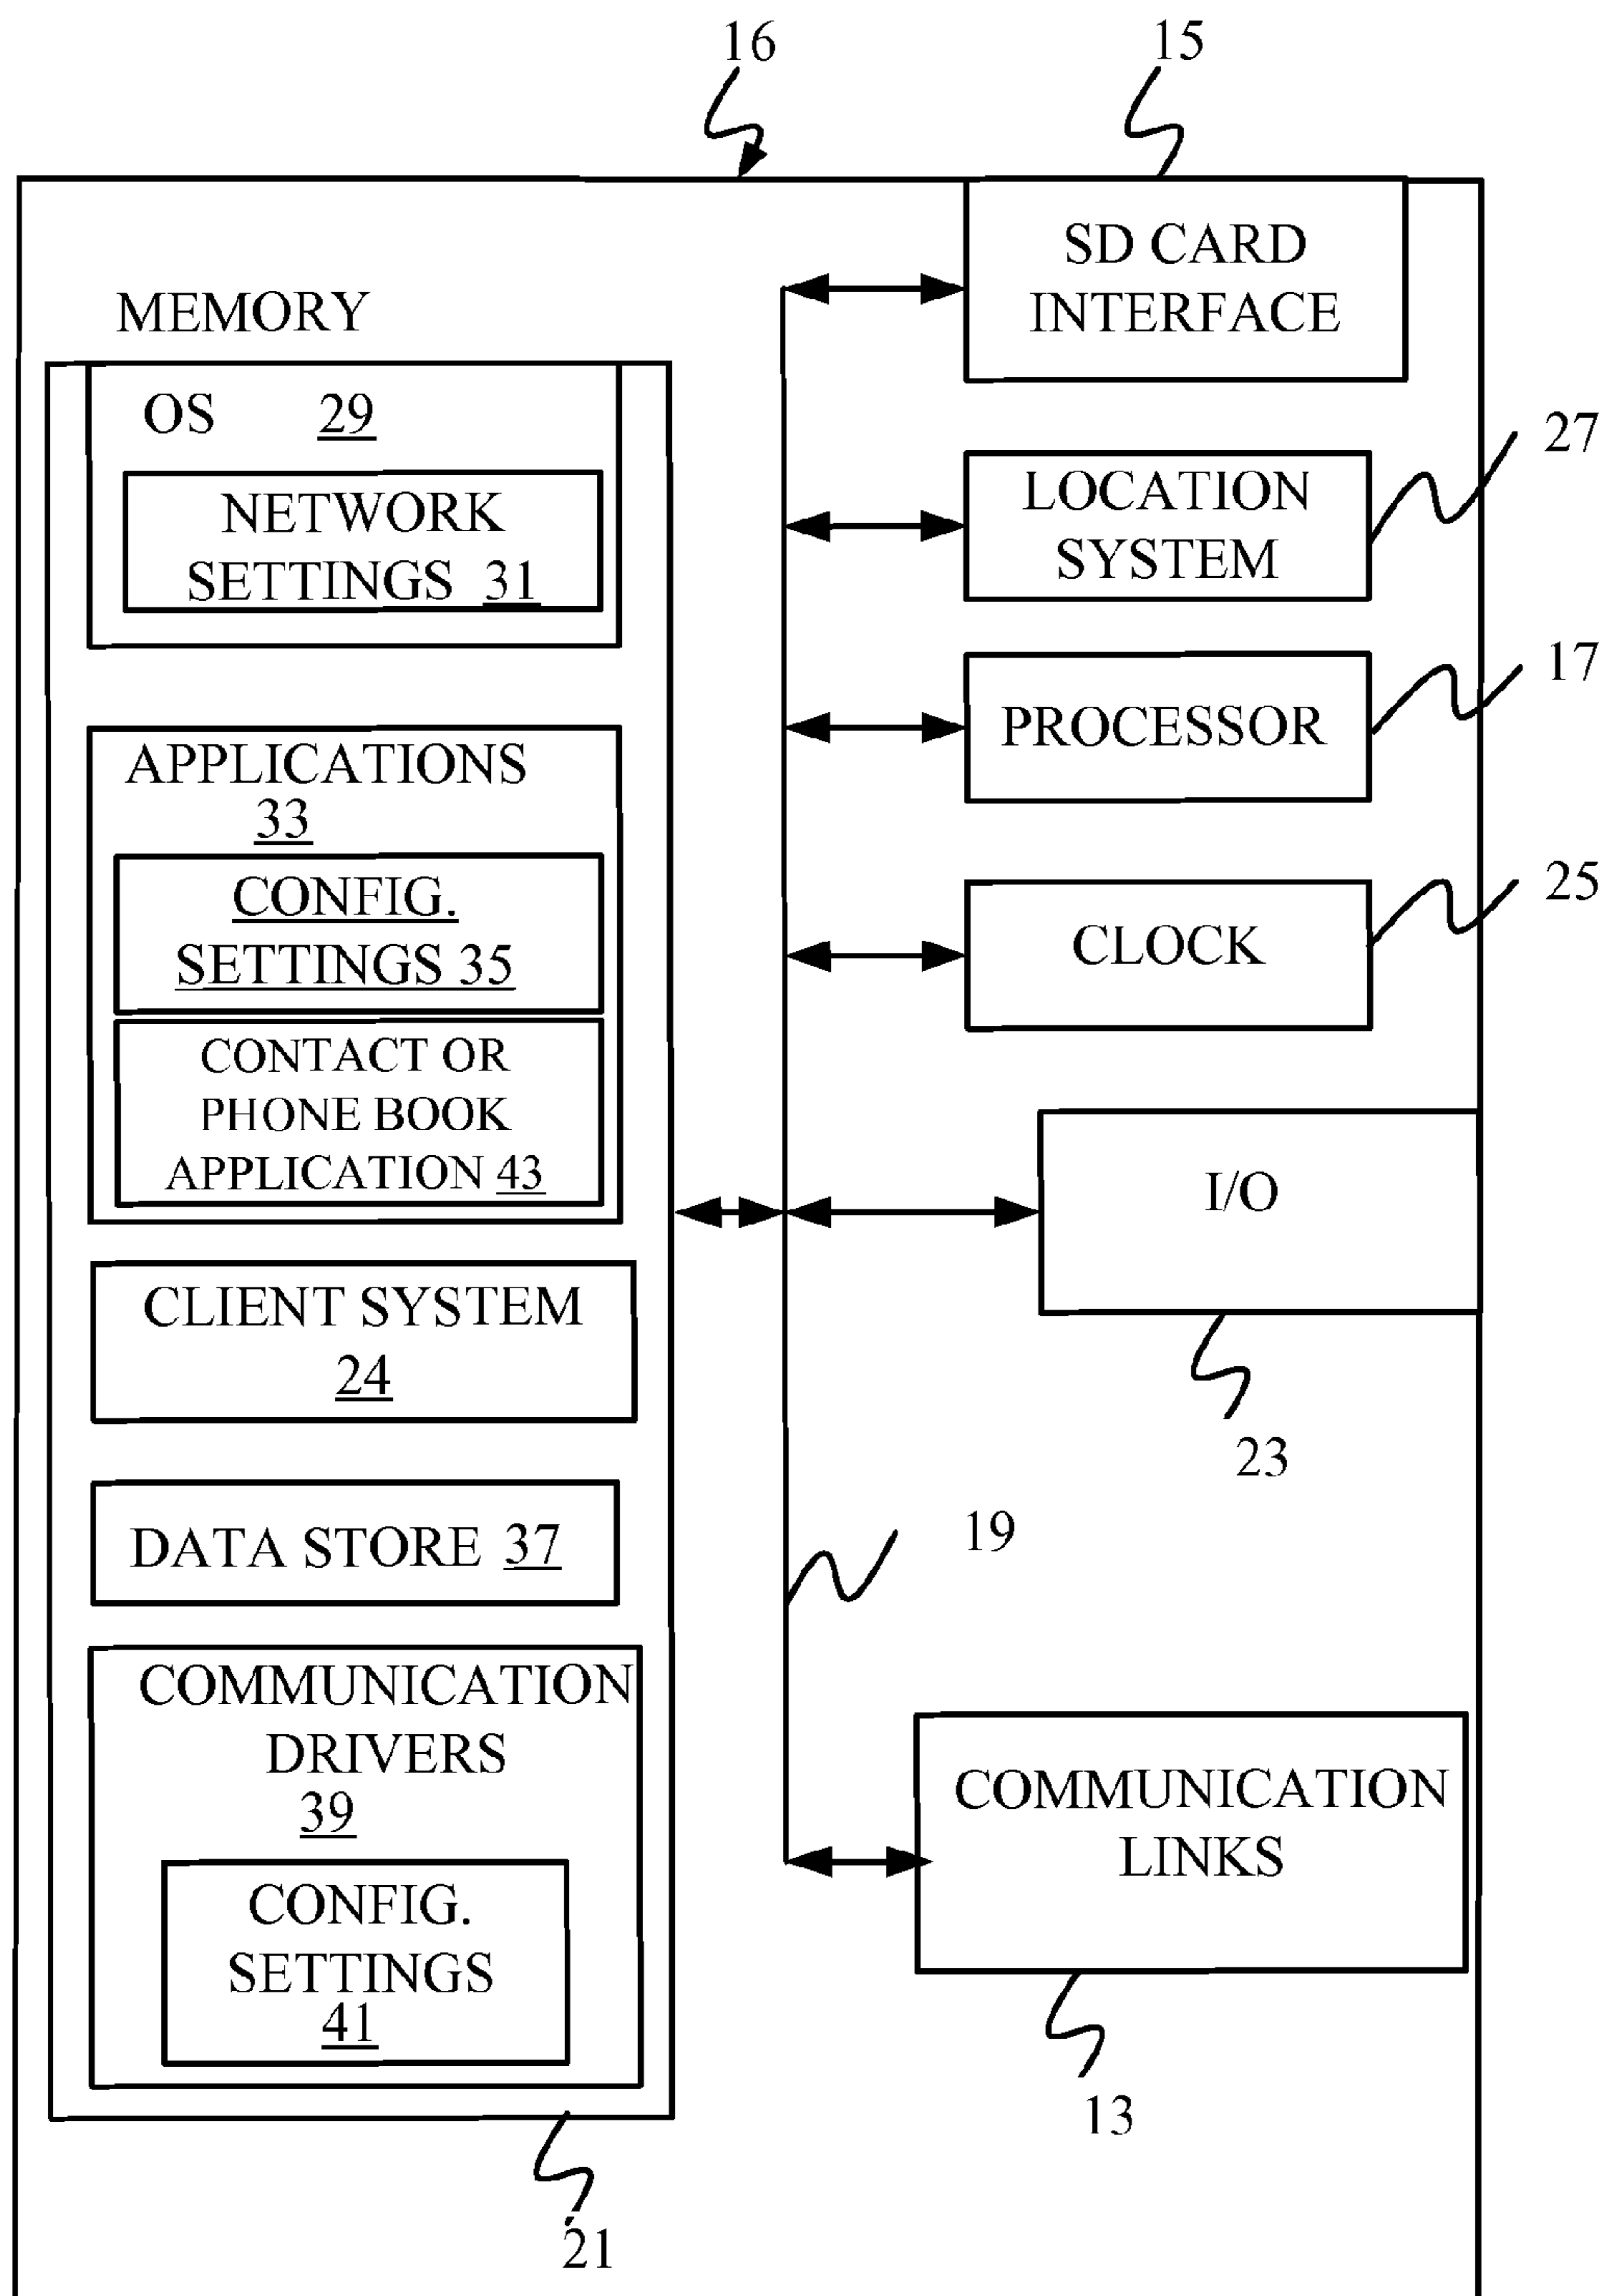 16
15
SD CARD
INTERFACE
MEMORY
OS 29
NETWORK
SETTINGS 31
APPLICATIONS
33
CONFIG.
SETTINGS 35
CONTACT OR
PHONE BOOK
APPLICATION 43
CLIENT SYSTEM
24
DATA STORE 37
COMMUNICATION
DRIVERS
39
CONFIG.
SETTINGS
41
21
27
LOCATION
SYSTEM
17
PROCESSOR
25
CLOCK
I/O
23
19
COMMUNICATION
LINKS
13